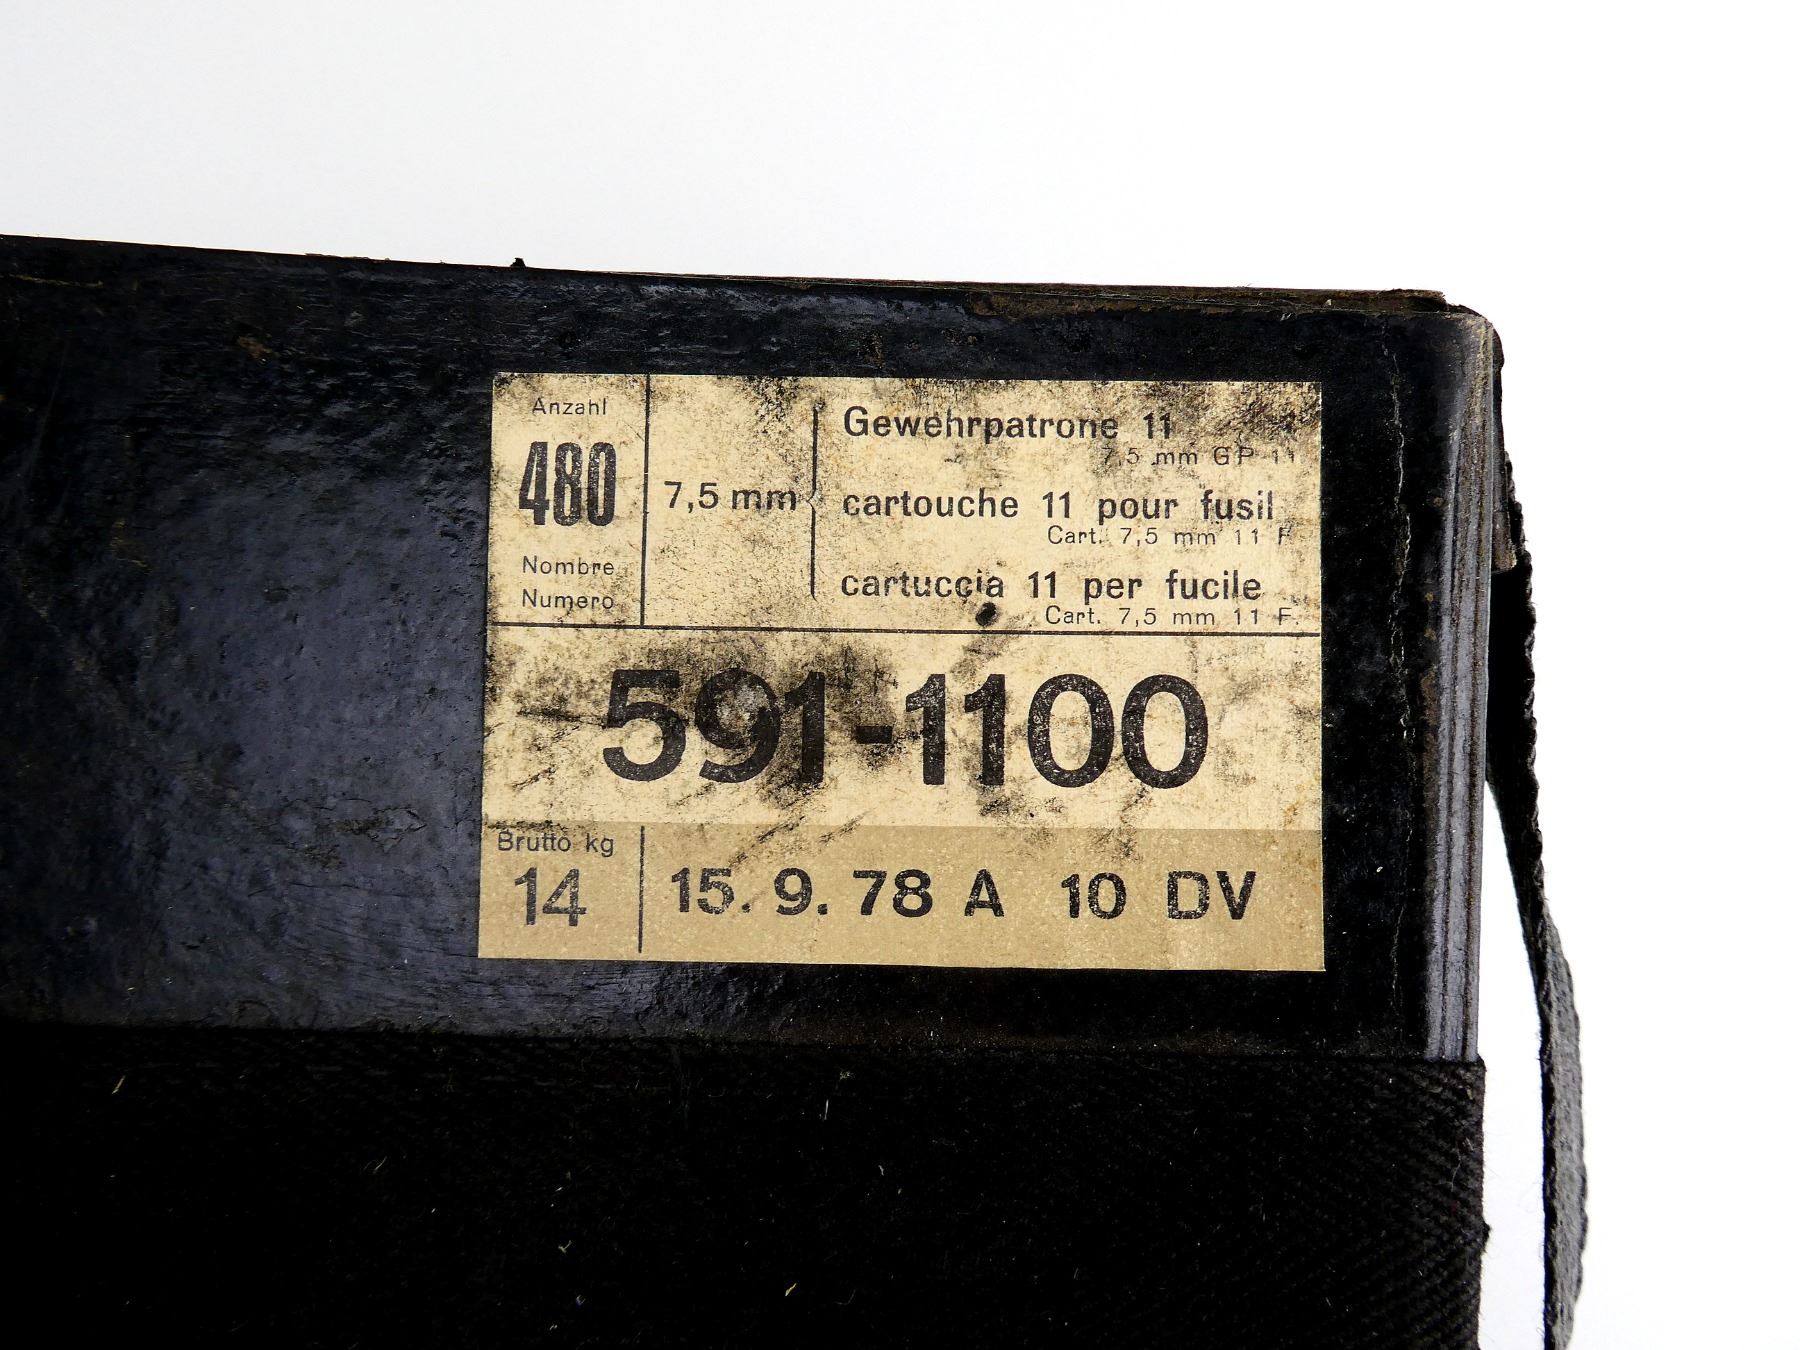 Anzahl
480
Nombre
Numero
7,5 mm
Gewehrpatrone 11
7,5 mm GP 11
cartouche 11 pour fusil
Cart. 7,5 mm 11 F.
cartuccia 11 per fucile
Cart. 7,5 mm 11 F.
591-1100
Brutto kg
14
15. 9. 78 A 10 DV